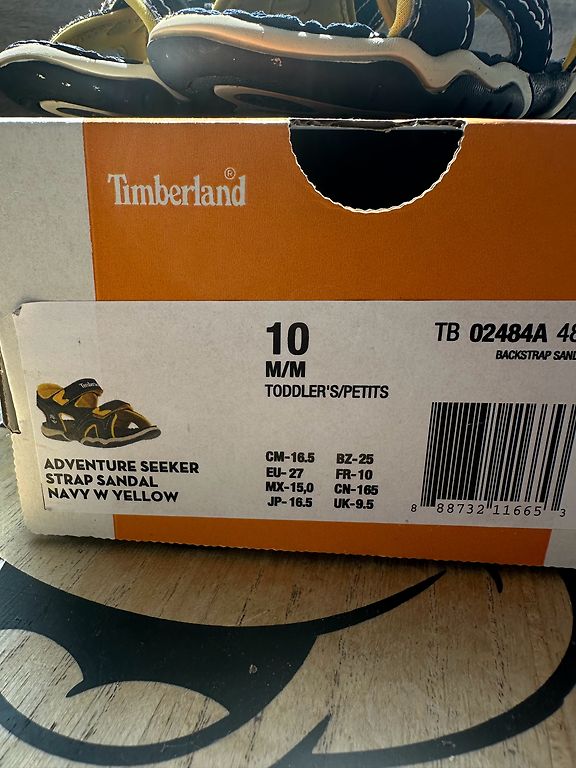 Timberland®
10
M/M
TODDLER'S/PETITS
TB 02484A 48
BACKSTRAP SAND
Timberland
ADVENTURE SEEKER
STRAP SANDAL
NAVY W YELLOW
CM-16.5 BZ-25
EU- 27 FR-10
MX-15,0 CN-165
JP-16.5 UK-9.5
8 88732 11665 3